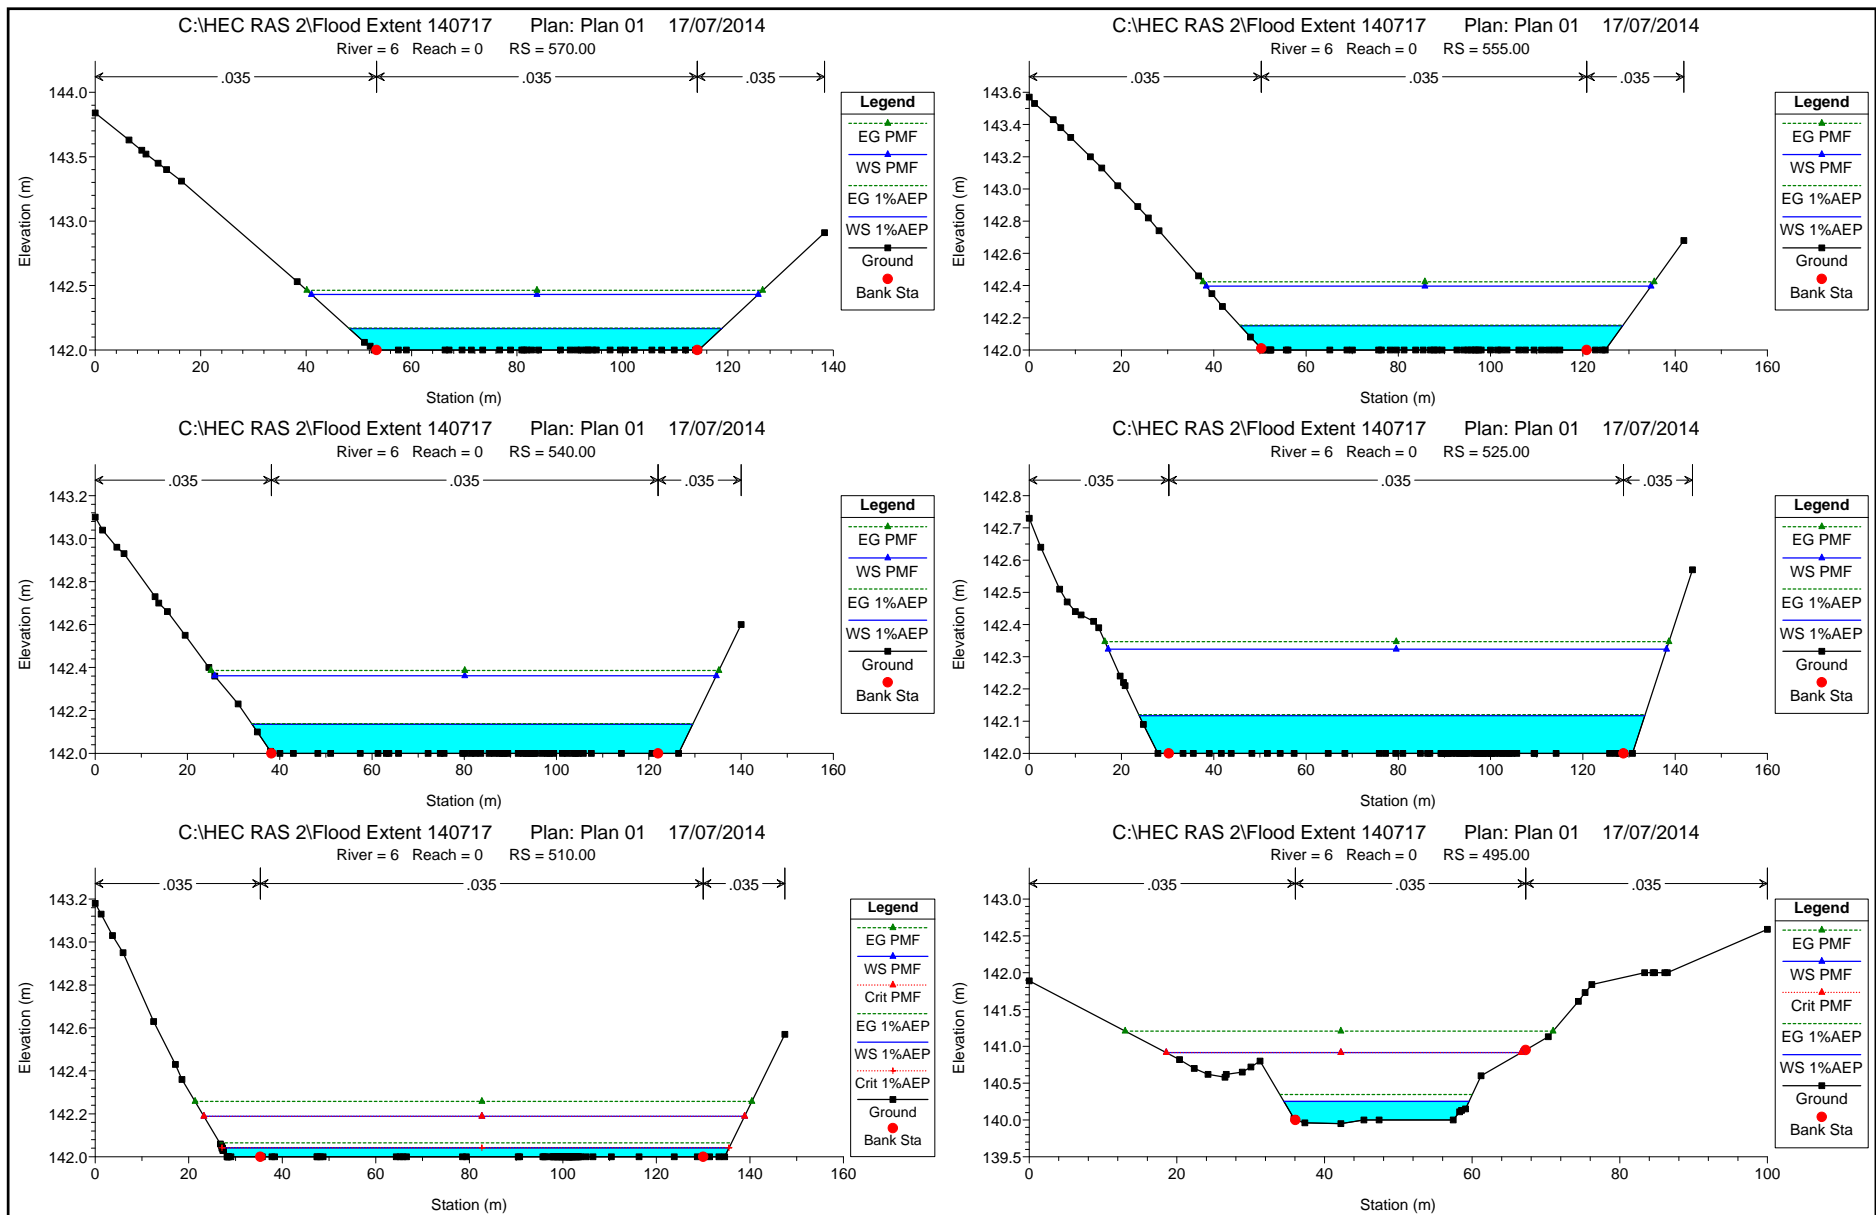 C:\HEC RAS 2\Flood Extent 140717 Plan: Plan 01 17/07/2014
River = 6 Reach = 0 RS = 570.00
.035 .035 .035
144.0
143.5
143.0
142.5
142.0
Elevation (m)
0 20 40 60 80 100 120 140
Station (m)
Legend
EG PMF
WS PMF
EG 1%AEP
WS 1%AEP
Ground
Bank Sta
C:\HEC RAS 2\Flood Extent 140717 Plan: Plan 01 17/07/2014
River = 6 Reach = 0 RS = 555.00
.035 .035 .035
143.6
143.4
143.2
143.0
142.8
142.6
142.4
142.2
142.0
Elevation (m)
0 20 40 60 80 100 120 140 160
Station (m)
Legend
EG PMF
WS PMF
EG 1%AEP
WS 1%AEP
Ground
Bank Sta
C:\HEC RAS 2\Flood Extent 140717 Plan: Plan 01 17/07/2014
River = 6 Reach = 0 RS = 540.00
.035 .035 .035
143.2
143.0
142.8
142.6
142.4
142.2
142.0
Elevation (m)
0 20 40 60 80 100 120 140 160
Station (m)
Legend
EG PMF
WS PMF
EG 1%AEP
WS 1%AEP
Ground
Bank Sta
C:\HEC RAS 2\Flood Extent 140717 Plan: Plan 01 17/07/2014
River = 6 Reach = 0 RS = 525.00
.035 .035 .035
142.8
142.7
142.6
142.5
142.4
142.3
142.2
142.1
142.0
Elevation (m)
0 20 40 60 80 100 120 140 160
Station (m)
Legend
EG PMF
WS PMF
EG 1%AEP
WS 1%AEP
Ground
Bank Sta
C:\HEC RAS 2\Flood Extent 140717 Plan: Plan 01 17/07/2014
River = 6 Reach = 0 RS = 510.00
.035 .035 .035
143.2
143.0
142.8
142.6
142.4
142.2
142.0
Elevation (m)
0 20 40 60 80 100 120 140 160
Station (m)
Legend
EG PMF
WS PMF
Crit PMF
EG 1%AEP
WS 1%AEP
Crit 1%AEP
Ground
Bank Sta
C:\HEC RAS 2\Flood Extent 140717 Plan: Plan 01 17/07/2014
River = 6 Reach = 0 RS = 495.00
.035 .035 .035
143.0
142.5
142.0
141.5
141.0
140.5
140.0
139.5
Elevation (m)
0 20 40 60 80 100
Station (m)
Legend
EG PMF
WS PMF
Crit PMF
EG 1%AEP
WS 1%AEP
Ground
Bank Sta